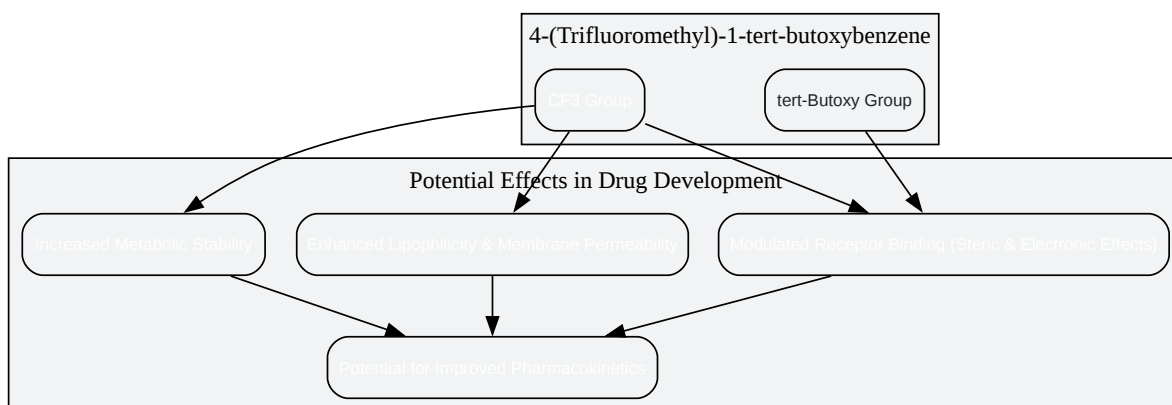 4-(Trifluoromethyl)-1-tert-butoxybenzene
CF3 Group
tert-Butoxy Group
Potential Effects in Drug Development
Increased Metabolic Stability
Enhanced Lipophilicity & Membrane Permeability
Modulated Receptor Binding (Steric & Electronic Effects)
Potential for Improved Pharmacokinetics